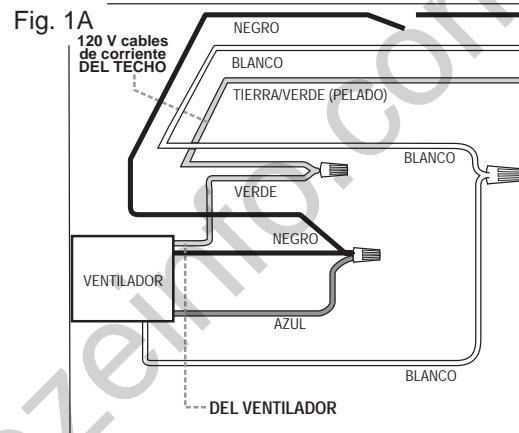 Fig. 1A
120 V cables
de corriente
DEL TECHO
NEGRO
BLANCO
TIERRA/VERDE (PELADO)
BLANCO
VERDE
NEGRO
VENTILADOR
AZUL
BLANCO
DEL VENTILADOR